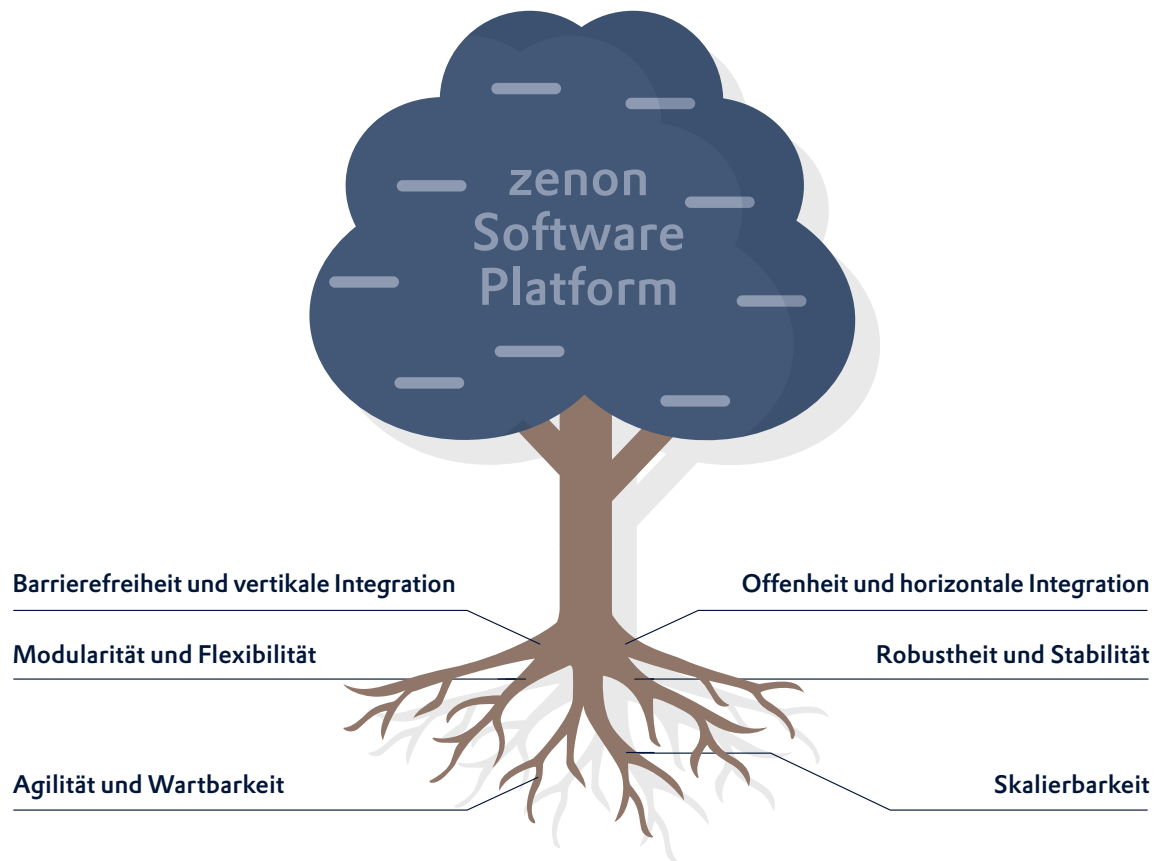 zenon
Software
Platform
Barrierefreiheit und vertikale Integration
Offenheit und horizontale Integration
Modularität und Flexibilität
Robustheit und Stabilität
Agilität und Wartbarkeit
Skalierbarkeit